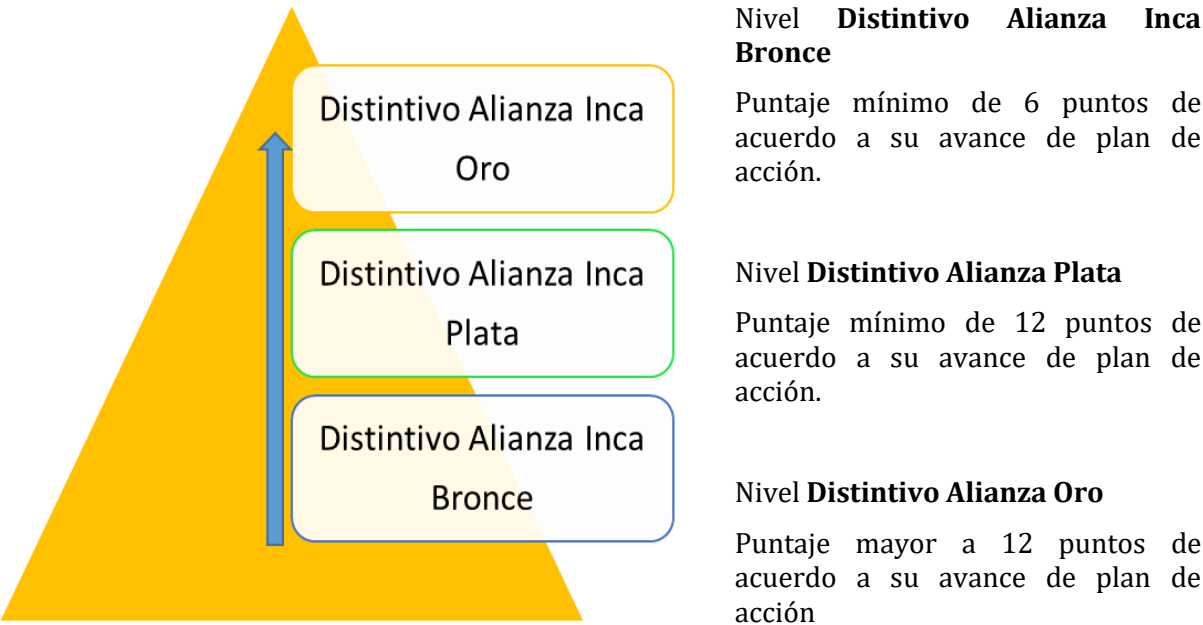 Distintivo Alianza Inca
Oro
Distintivo Alianza Inca
Plata
Distintivo Alianza Inca
Bronce
Nivel Distintivo Alianza Inca
Bronce
Puntaje mínimo de 6 puntos de
acuerdo a su avance de plan de
acción.
Nivel Distintivo Alianza Plata
Puntaje mínimo de 12 puntos de
acuerdo a su avance de plan de
acción.
Nivel Distintivo Alianza Oro
Puntaje mayor a 12 puntos de
acuerdo a su avance de plan de
acción